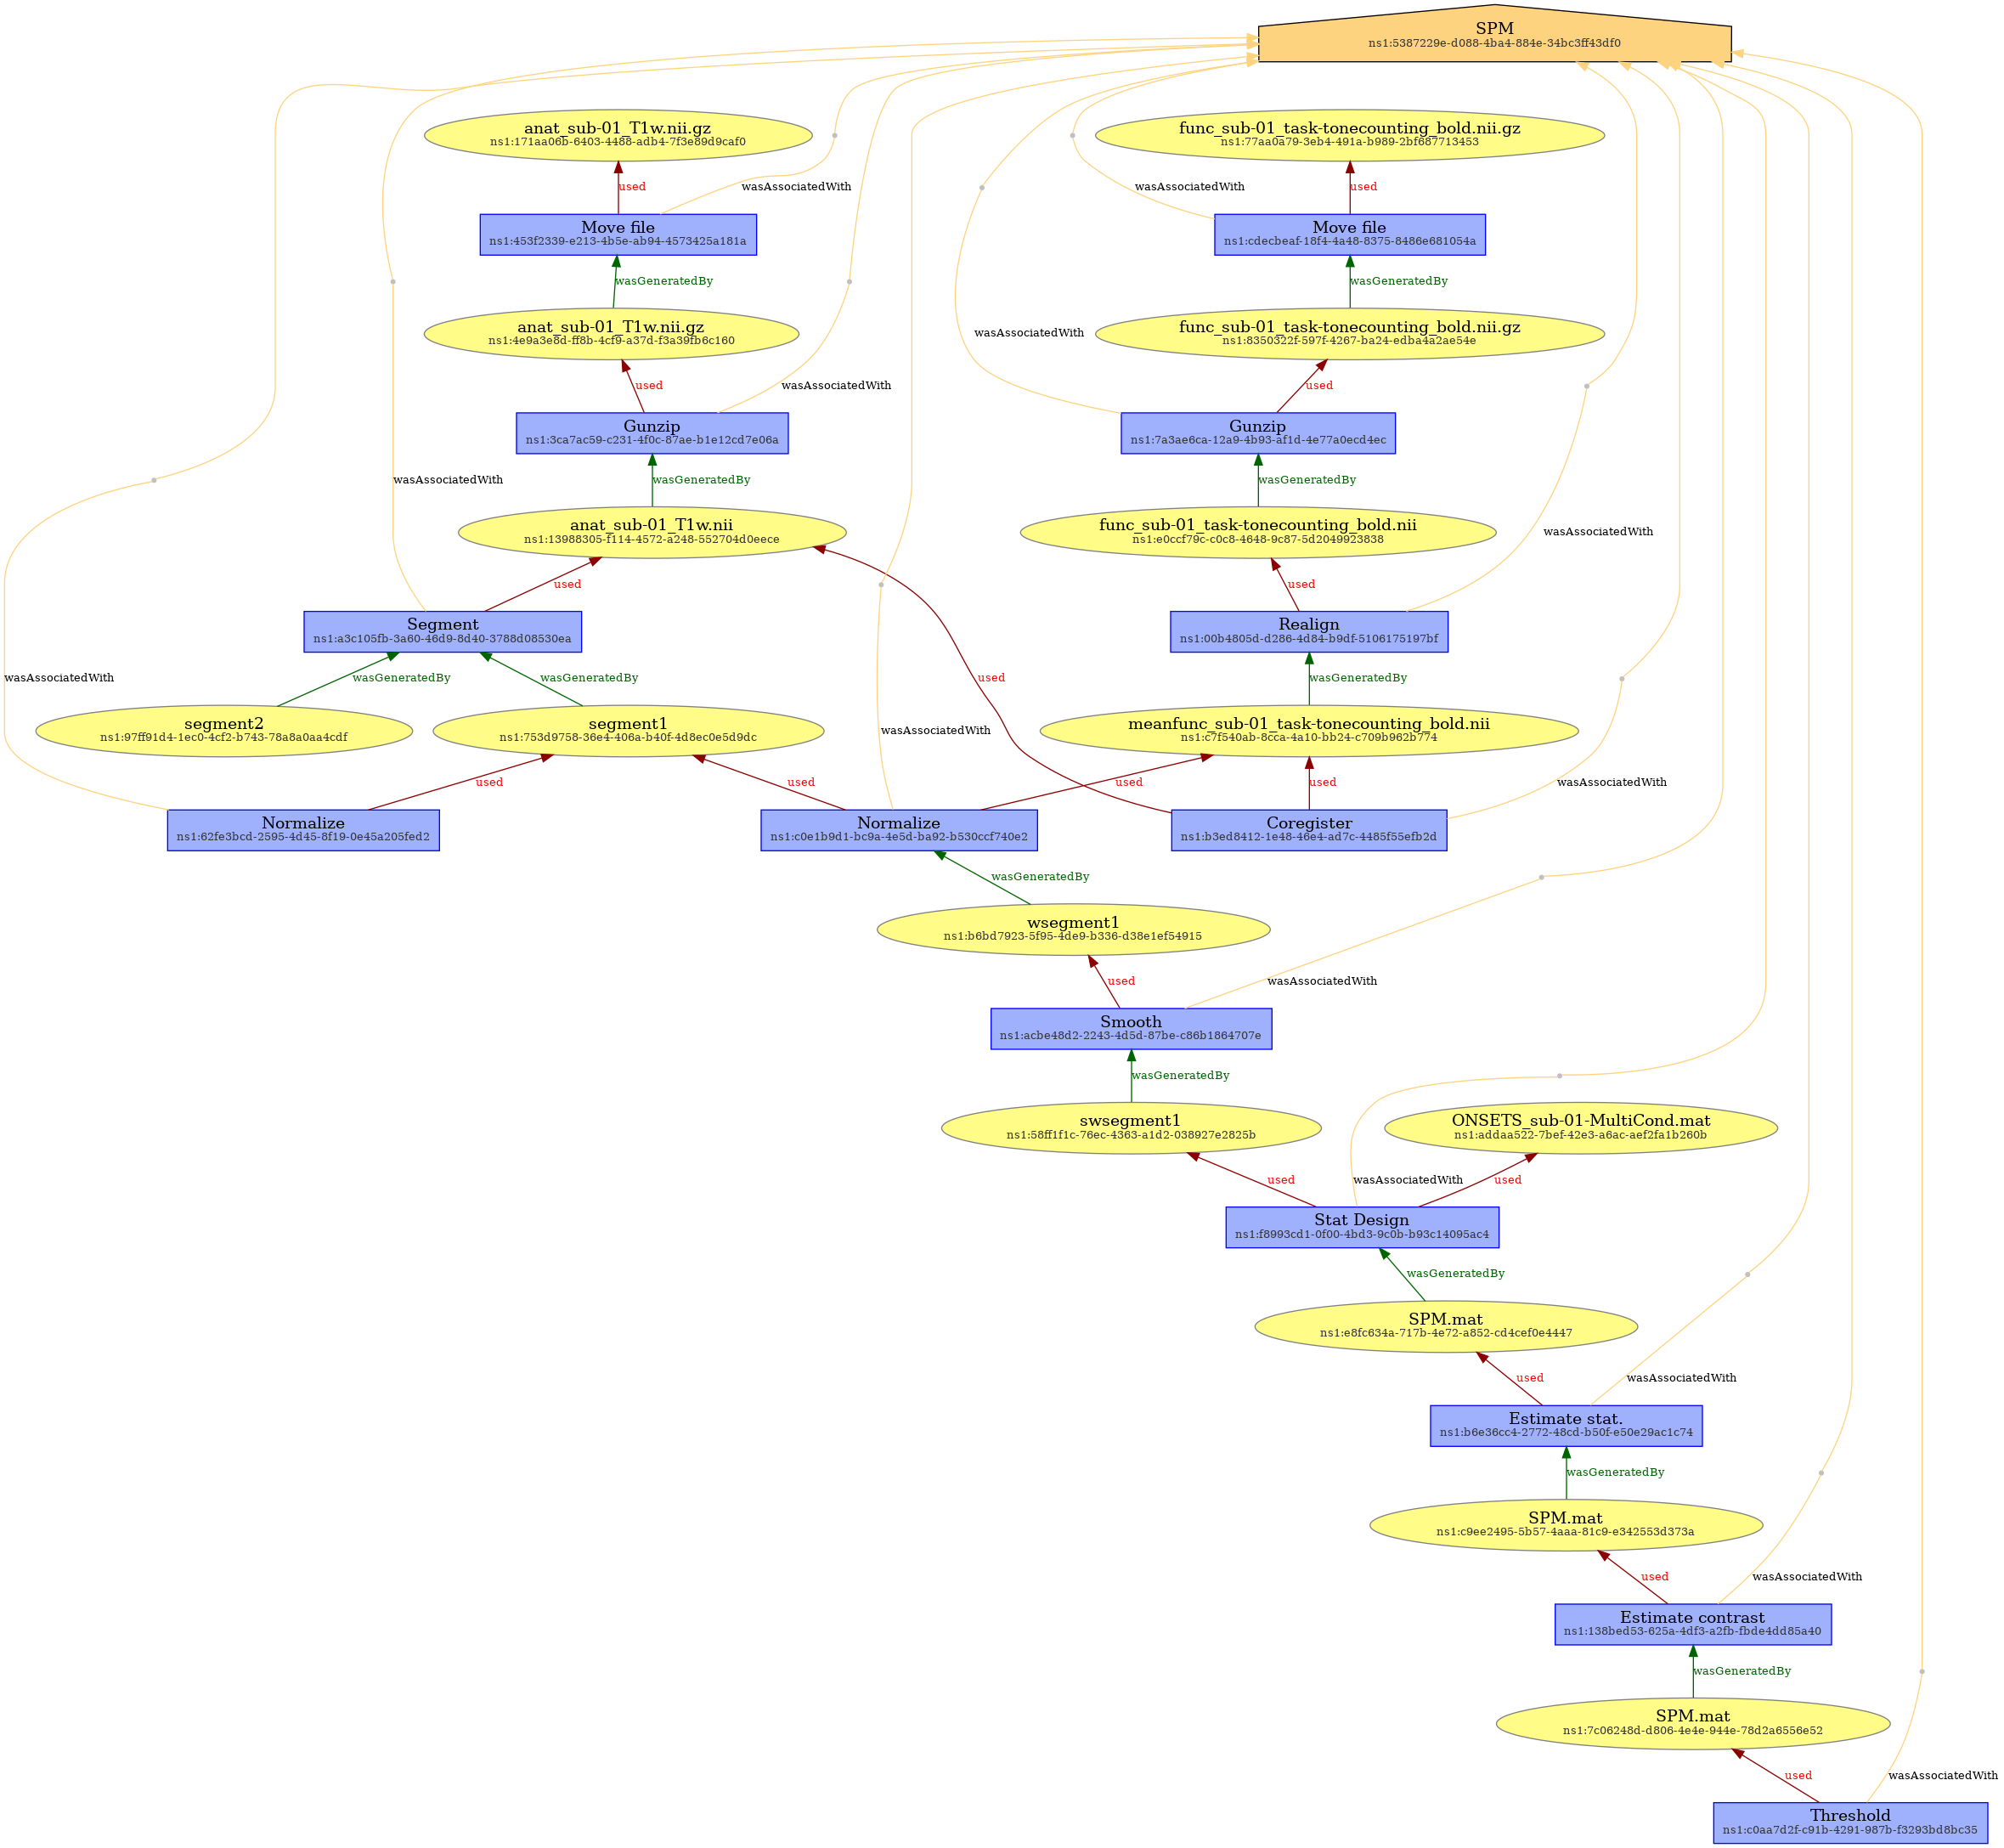 SPM
ns1:5387229e-d088-4ba4-884e-34bc3ff43df0
anat_sub-01_T1w.nii.gz
ns1:171aa06b-6403-4488-adb4-7f3e89d9caf0
func_sub-01_task-tonecounting_bold.nii.gz
ns1:77aa0a79-3eb4-491a-b989-2bf687713453
used
wasAssociatedWith
wasAssociatedWith
used
Move file
ns1:453f2339-e213-4b5e-ab94-4573425a181a
Move file
ns1:cdecbeaf-18f4-4a48-8375-8486e681054a
wasGeneratedBy
wasGeneratedBy
anat_sub-01_T1w.nii.gz
ns1:4e9a3e8d-ff8b-4cf9-a37d-f3a39fb6c160
wasAssociatedWith
func_sub-01_task-tonecounting_bold.nii.gz
ns1:8350322f-597f-4267-ba24-edba4a2ae54e
used
wasAssociatedWith
used
Gunzip
ns1:3ca7ac59-c231-4f0c-87ae-b1e12cd7e06a
Gunzip
ns1:7a3ae6ca-12a9-4b93-af1d-4e77a0ecd4ec
wasAssociatedWith
wasGeneratedBy
wasGeneratedBy
anat_sub-01_T1w.nii
ns1:13988305-f114-4572-a248-552704d0eece
func_sub-01_task-tonecounting_bold.nii
ns1:e0ccf79c-c0c8-4648-9c87-5d2049923838
wasAssociatedWith
used
used
Segment
ns1:a3c105fb-3a60-46d9-8d40-3788d08530ea
Realign
ns1:00b4805d-d286-4d84-b9df-5106175197bf
wasAssociatedWith
wasGeneratedBy
wasGeneratedBy
used
wasGeneratedBy
segment2
ns1:97ff91d4-1ec0-4cf2-b743-78a8a0aa4cdf
segment1
ns1:753d9758-36e4-406a-b40f-4d8ec0e5d9dc
wasAssociatedWith
meanfunc_sub-01_task-tonecounting_bold.nii
ns1:c7f540ab-8cca-4a10-bb24-c709b962b774
used
used
used
used
wasAssociatedWith
Normalize
ns1:62fe3bcd-2595-4d45-8f19-0e45a205fed2
Normalize
ns1:c0e1b9d1-bc9a-4e5d-ba92-b530ccf740e2
Coregister
ns1:b3ed8412-1e48-46e4-ad7c-4485f55efb2d
wasGeneratedBy
wsegment1
ns1:b6bd7923-5f95-4de9-b336-d38e1ef54915
used
wasAssociatedWith
Smooth
ns1:acbe48d2-2243-4d5d-87be-c86b1864707e
wasGeneratedBy
swsegment1
ns1:58ff1f1c-76ec-4363-a1d2-038927e2825b
ONSETS_sub-01-MultiCond.mat
ns1:addaa522-7bef-42e3-a6ac-aef2fa1b260b
used
wasAssociatedWith
used
Stat Design
ns1:f8993cd1-0f00-4bd3-9c0b-b93c14095ac4
wasGeneratedBy
SPM.mat
ns1:e8fc634a-717b-4e72-a852-cd4cef0e4447
used
wasAssociatedWith
Estimate stat.
ns1:b6e36cc4-2772-48cd-b50f-e50e29ac1c74
wasGeneratedBy
SPM.mat
ns1:c9ee2495-5b57-4aaa-81c9-e342553d373a
used
wasAssociatedWith
Estimate contrast
ns1:138bed53-625a-4df3-a2fb-fbde4dd85a40
wasGeneratedBy
SPM.mat
ns1:7c06248d-d806-4e4e-944e-78d2a6556e52
used
wasAssociatedWith
Threshold
ns1:c0aa7d2f-c91b-4291-987b-f3293bd8bc35